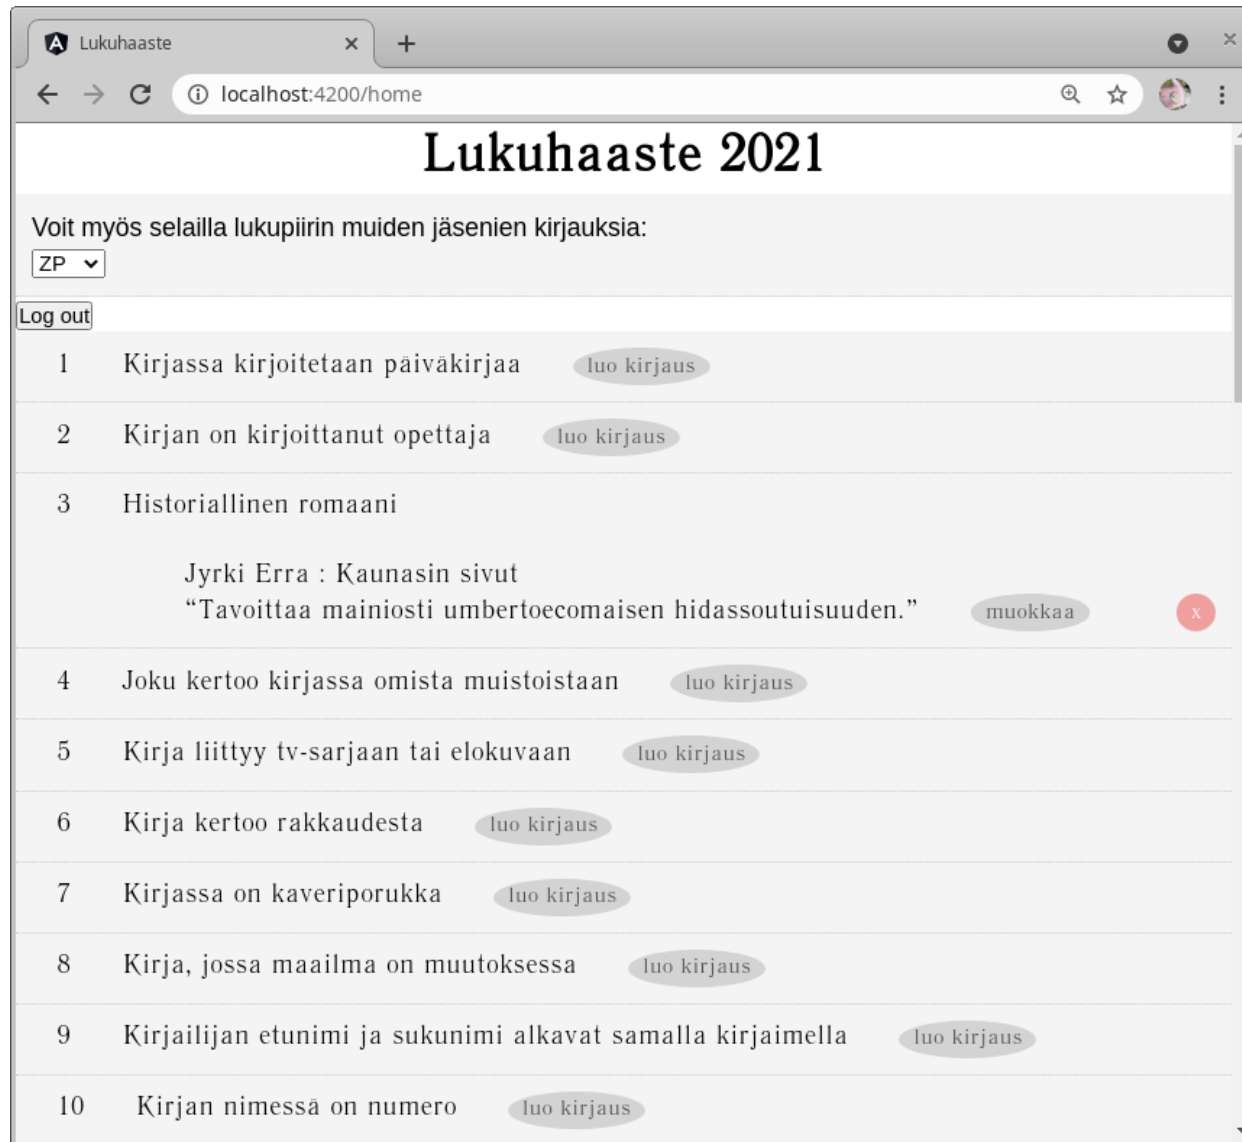 Lukuhaaste
localhost:4200/home
Lukuhaaste 2021
Voit myös selailla lukupiirin muiden jäsenien kirjauksia:
ZP
Log out
1 Kirjassa kirjoitetaan päiväkirjaa luo kirjaus
2 Kirjan on kirjoittanut opettaja luo kirjaus
3 Historiallinen romaani
Jyrki Erra : Kaunasin sivut
“Tavoittaa mainiosti umbertoecomaisen hidassoutuisuuden.” muokkaa x
4 Joku kertoo kirjassa omista muistoistaan luo kirjaus
5 Kirja liittyy tv-sarjaan tai elokuvaan luo kirjaus
6 Kirja kertoo rakkaudesta luo kirjaus
7 Kirjassa on kaveriporukka luo kirjaus
8 Kirja, jossa maailma on muutoksessa luo kirjaus
9 Kirjailijan etunimi ja sukunimi alkavat samalla kirjaimella luo kirjaus
10 Kirjan nimessä on numero luo kirjaus